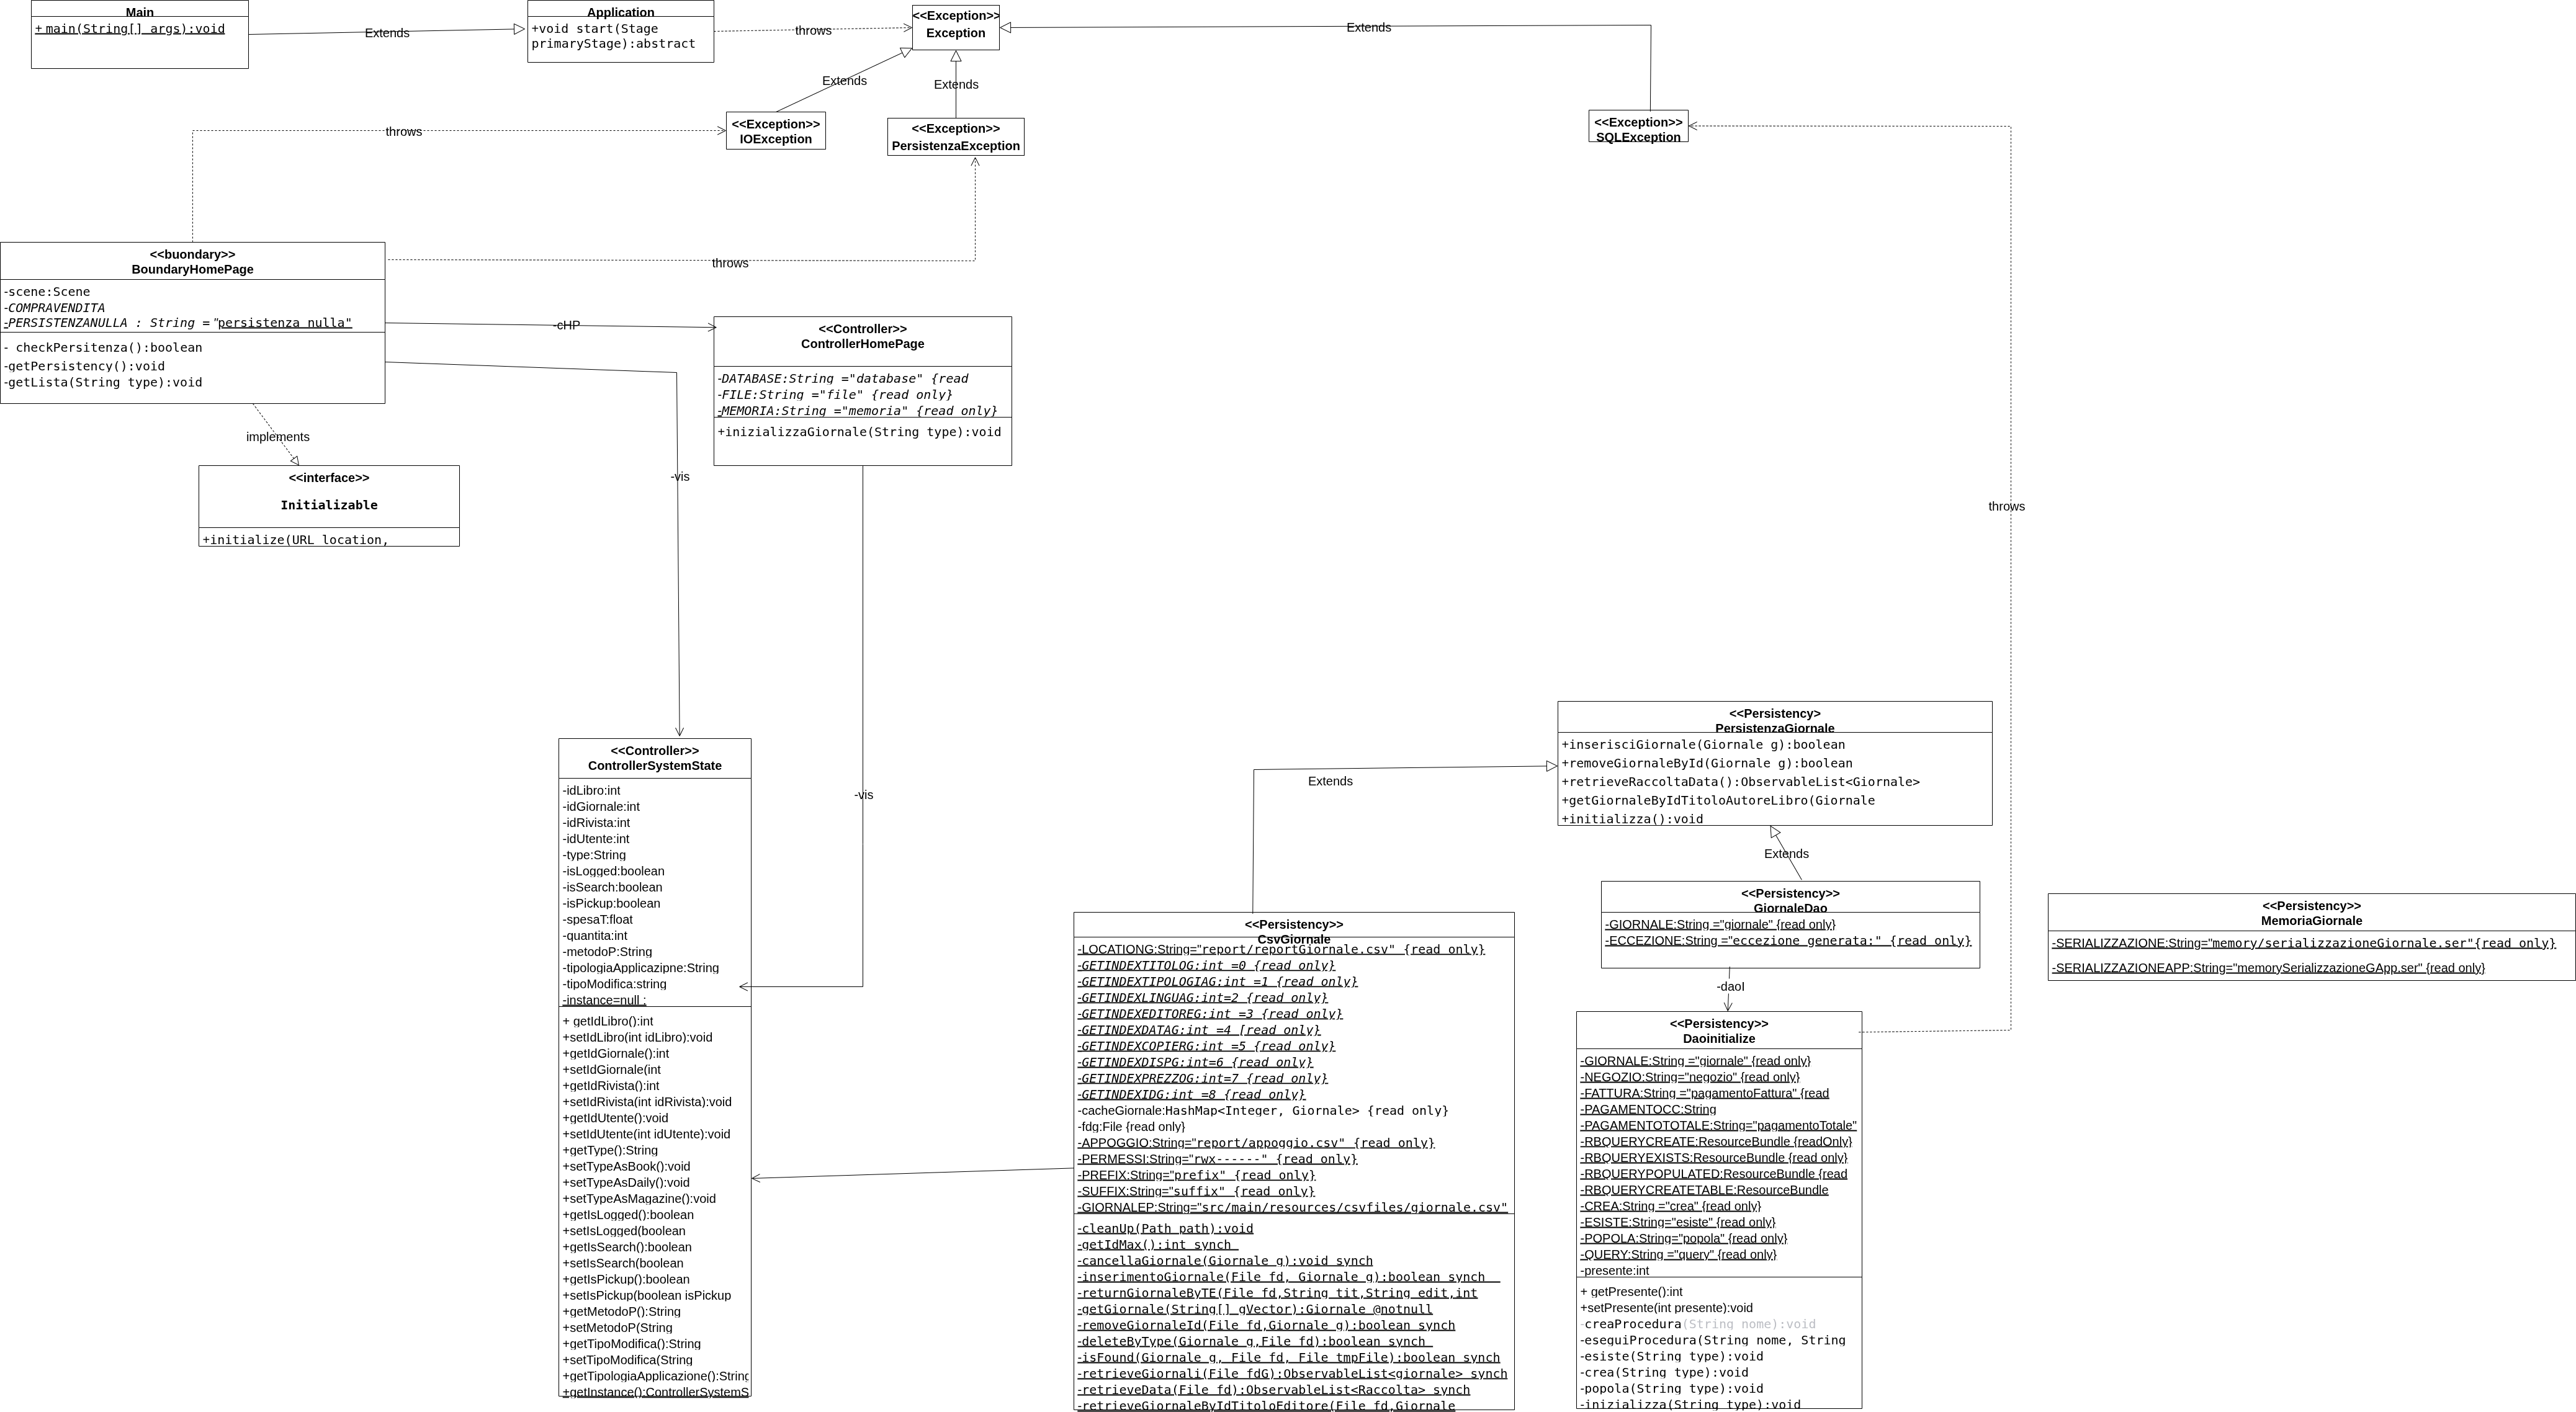 Main
+ main(String[] args):void
Extends
Application
+void start(Stage
primaryStage):abstract
throws
<<Exception>>
Exception
Extends
Extends
Extends
<<Exception>>
IOException
<<Exception>>
PersistenzaException
<<Exception>>
SQLException
throws
throws
<<buondary>>
BoundaryHomePage
-scene:Scene
-COMPRAVENDITA
-PERSISTENZANULLA : String ="persistenza nulla"
- checkPersitenza():boolean
-getPersistency():void
-getLista(String type):void
-cHP
<<Controller>>
ControllerHomePage
-DATABASE:String ="database" {read
-FILE:String ="file" {read only}
-MEMORIA:String ="memoria" {read only}
+inizializzaGiornale(String type):void
implements
<<interface>>
Initializable
+initialize(URL location,
-vis
throws
-vis
<<Controller>>
ControllerSystemState
-idLibro:int
-idGiornale:int
-idRivista:int
-idUtente:int
-type:String
-isLogged:boolean
-isSearch:boolean
-isPickup:boolean
-spesaT:float
-quantita:int
-metodoP:String
-tipologiaApplicazipne:String
-tipoModifica:string
-instance=null ;
+ getIdLibro():int
+setIdLibro(int idLibro):void
+getIdGiornale():int
+setIdGiornale(int
+getIdRivista():int
+setIdRivista(int idRivista):void
+getIdUtente():void
+setIdUtente(int idUtente):void
+getType():String
+setTypeAsBook():void
+setTypeAsDaily():void
+setTypeAsMagazine():void
+getIsLogged():boolean
+setIsLogged(boolean
+getIsSearch():boolean
+setIsSearch(boolean
+getIsPickup():boolean
+setIsPickup(boolean isPickup
+getMetodoP():String
+setMetodoP(String
+getTipoModifica():String
+setTipoModifica(String
+getTipologiaApplicazione():String
+getInstance():ControllerSystemS
Extends
<<Persistency>
PersistenzaGiornale
+inserisciGiornale(Giornale g):boolean
+removeGiornaleById(Giornale g):boolean
+retrieveRaccoltaData():ObservableList<Giornale>
+getGiornaleByIdTitoloAutoreLibro(Giornale
+initializza():void
Extends
<<Persistency>>
GiornaleDao
-GIORNALE:String ="giornale" {read only}
-ECCEZIONE:String ="eccezione generata:" {read only}
-daoI
<<Persistency>>
MemoriaGiornale
-SERIALIZZAZIONE:String="memory/serializzazioneGiornale.ser"{read only}
-SERIALIZZAZIONEAPP:String="memorySerializzazioneGApp.ser" {read only}
<<Persistency>>
CsvGiornale
-LOCATIONG:String="report/reportGiornale.csv" {read only}
-GETINDEXTITOLOG:int =0 {read only}
-GETINDEXTIPOLOGIAG:int =1 {read only}
-GETINDEXLINGUAG:int=2 {read only}
-GETINDEXEDITOREG:int =3 {read only}
-GETINDEXDATAG:int =4 [read only}
-GETINDEXCOPIERG:int =5 {read only}
-GETINDEXDISPG:int=6 {read only}
-GETINDEXPREZZOG:int=7 {read only}
-GETINDEXIDG:int =8 {read only}
-cacheGiornale:HashMap<Integer, Giornale> {read only}
-fdg:File {read only}
-APPOGGIO:String="report/appoggio.csv" {read only}
-PERMESSI:String="rwx------" {read only}
-PREFIX:String="prefix" {read only}
-SUFFIX:String="suffix" {read only}
-GIORNALEP:String="src/main/resources/csvfiles/giornale.csv"
-cleanUp(Path path):void
-getIdMax():int synch
-cancellaGiornale(Giornale g):void synch
-inserimentoGiornale(File fd, Giornale g):boolean synch
-returnGiornaleByTE(File fd,String tit,String edit,int
-getGiornale(String[] gVector):Giornale @notnull
-removeGiornaleId(File fd,Giornale g):boolean synch
-deleteByType(Giornale g,File fd):boolean synch
-isFound(Giornale g, File fd, File tmpFile):boolean synch
-retrieveGiornali(File fdG):ObservableList<giornale> synch
-retrieveData(File fd):ObservableList<Raccolta> synch
-retrieveGiornaleByIdTitoloEditore(File fd,Giornale
<<Persistency>>
Daoinitialize
-GIORNALE:String ="giornale" {read only}
-NEGOZIO:String="negozio" {read only}
-FATTURA:String ="pagamentoFattura" {read
-PAGAMENTOCC:String
-PAGAMENTOTOTALE:String="pagamentoTotale"
-RBQUERYCREATE:ResourceBundle {readOnly}
-RBQUERYEXISTS:ResourceBundle {read only}
-RBQUERYPOPULATED:ResourceBundle {read
-RBQUERYCREATETABLE:ResourceBundle
-CREA:String ="crea" {read only}
-ESISTE:String="esiste" {read only}
-POPOLA:String="popola" {read only}
-QUERY:String ="query" {read only}
-presente:int
+ getPresente():int
+setPresente(int presente):void
-creaProcedura(String nome):void
-eseguiProcedura(String nome, String
-esiste(String type):void
-crea(String type):void
-popola(String type):void
-inizializza(String type):void